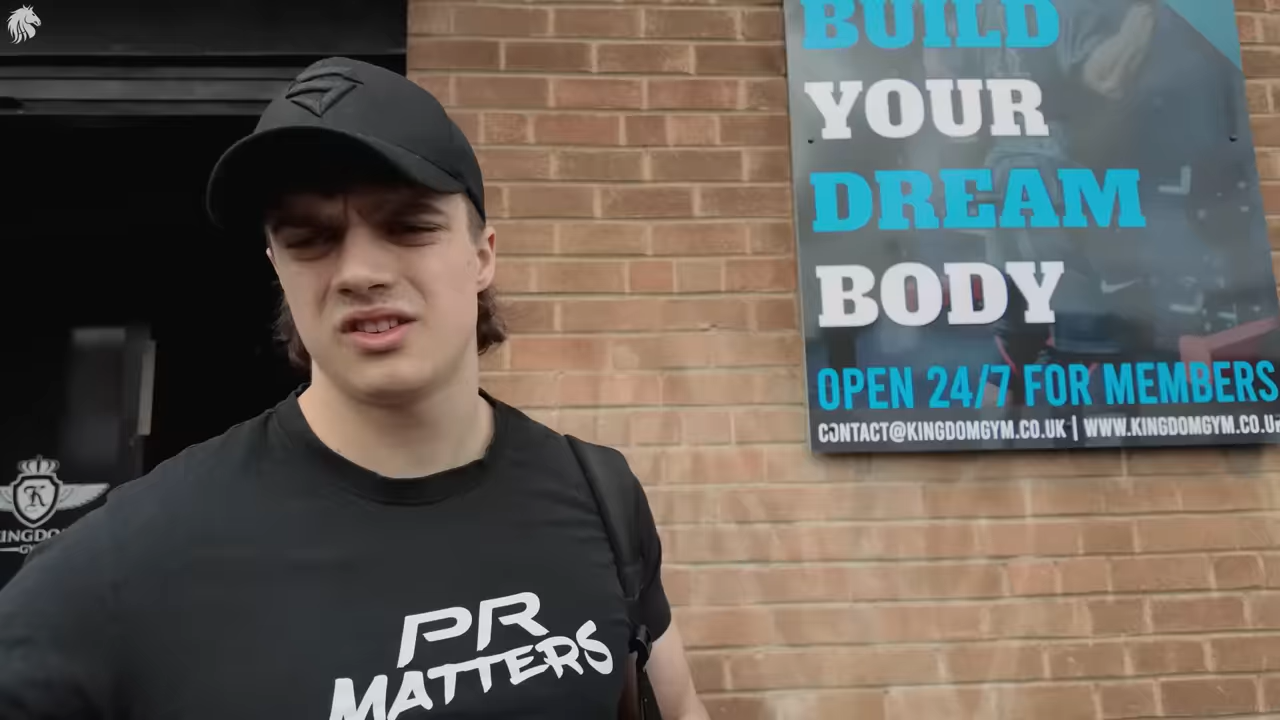 BUILD
YOUR
DREAM
BODY
OPEN 24/7 FOR MEMBERS
CONTACT@KINGDOMGYM.CO.UK | WWW.KINGDOMGYM.CO.U
K
PR
MATTERS